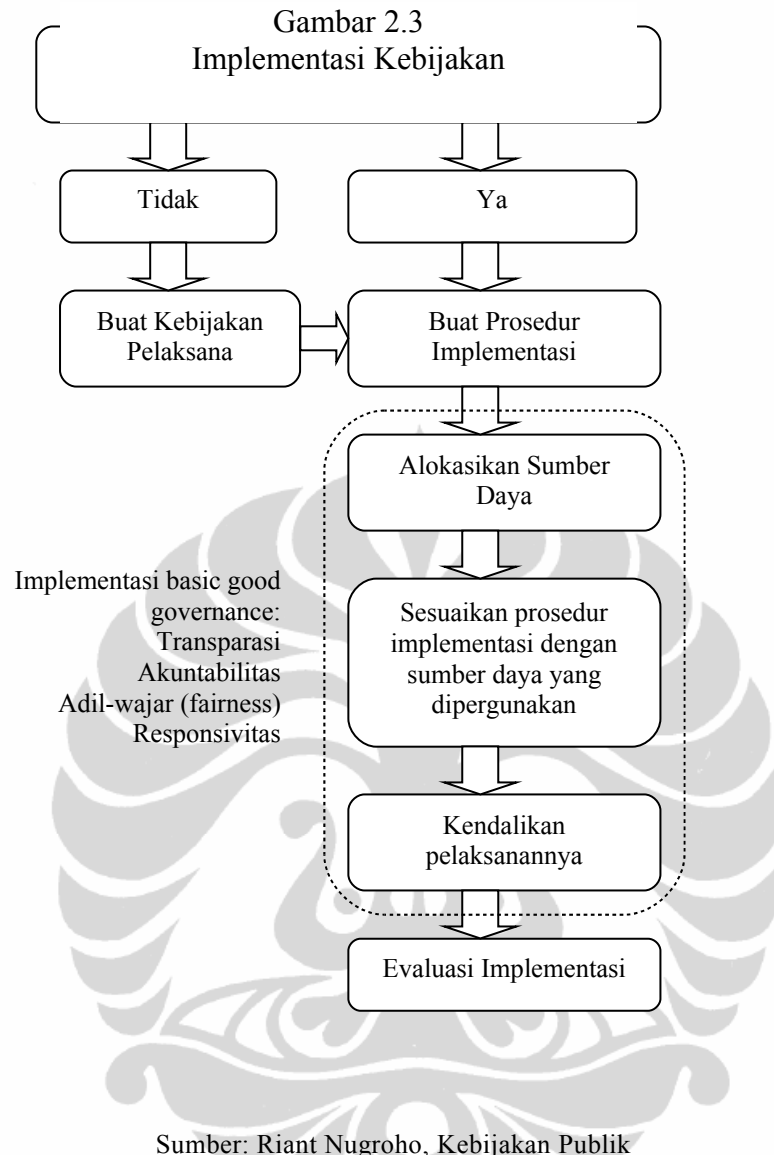 Gambar 2.3
Implementasi Kebijakan
Tidak
Ya
Buat Kebijakan
Pelaksana
Buat Prosedur
Implementasi
Alokasikan Sumber
Daya
Implementasi basic good
governance:
Transparasi
Akuntabilitas
Adil-wajar (fairness)
Responsivitas
Sesuaikan prosedur
implementasi dengan
sumber daya yang
dipergunakan
Kendalikan
pelaksanannya
Evaluasi Implementasi
Sumber: Riant Nugroho, Kebijakan Publik